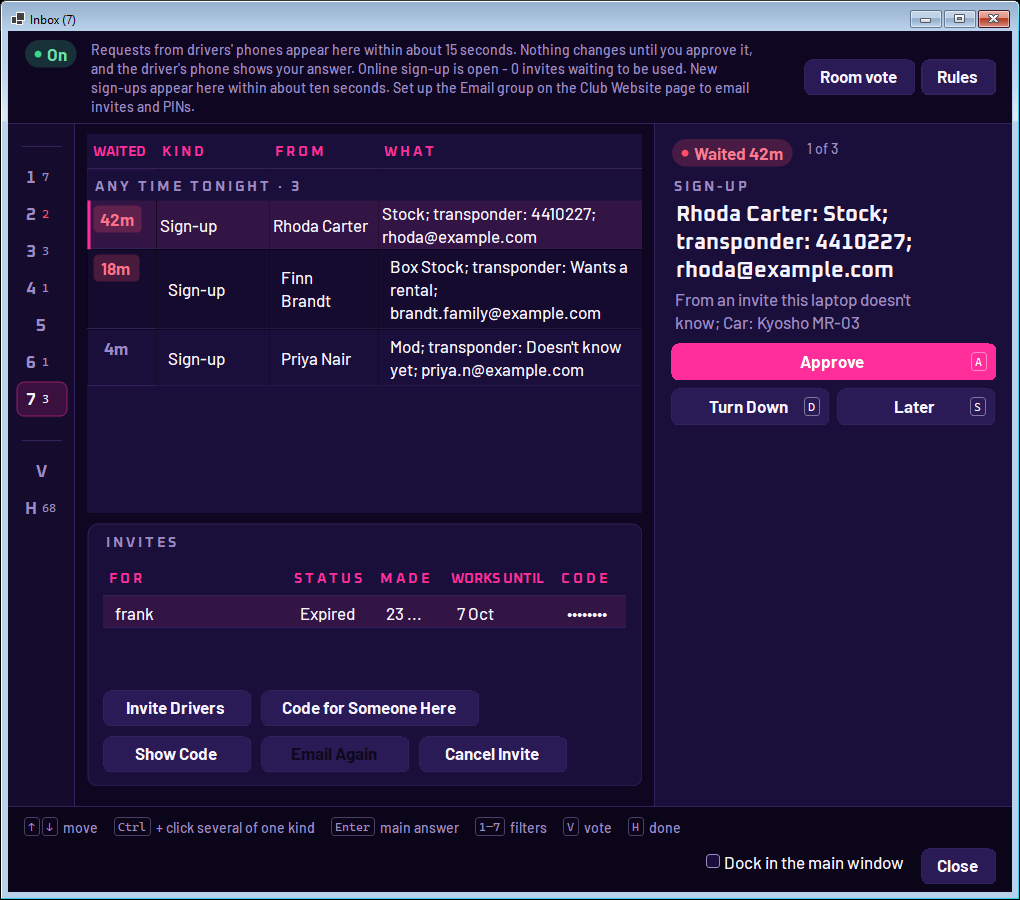 Inbox (7)
On
Requests from drivers' phones appear here within about 15 seconds. Nothing changes until you approve it,
and the driver's phone shows your answer. Online sign-up is open - 0 invites waiting to be used. New
sign-ups appear here within about ten seconds. Set up the Email group on the Club Website page to email
invites and PINs.
Room vote
Rules
1 7
2 2
3 3
4 1
5
6 1
7 3
V
H 68
WAITED KIND FROM WHAT
ANY TIME TONIGHT · 3
42m Sign-up Rhoda Carter Stock; transponder: 4410227;
rhoda@example.com
18m Sign-up Finn
Brandt
Box Stock; transponder: Wants a
rental;
brandt.family@example.com
4m Sign-up Priya Nair Mod; transponder: Doesn't know
yet; priya.n@example.com
INVITES
FOR STATUS MADE WORKS UNTIL CODE
frank Expired 23 ... 7 Oct ••••••••
Invite Drivers
Code for Someone Here
Show Code
Email Again
Cancel Invite
Waited 42m
1 of 3
SIGN-UP
Rhoda Carter: Stock;
transponder: 4410227;
rhoda@example.com
From an invite this laptop doesn't
know; Car: Kyosho MR-03
Approve A
Turn Down D
Later S
↑ ↓ move Ctrl + click several of one kind Enter main answer 1–7 filters V vote H done
Dock in the main window
Close